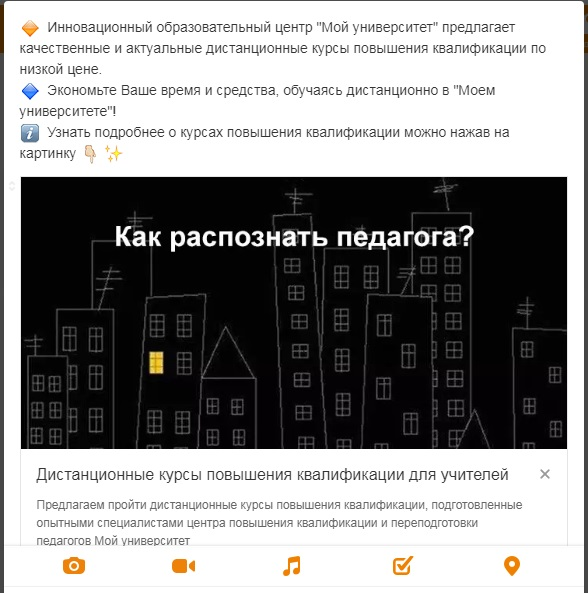 Инновационный образовательный центр "Мой университет" предлагает
качественные и актуальные дистанционные курсы повышения квалификации по
низкой цене.
Экономьте Ваше время и средства, обучаясь дистанционно в "Моем
университете"!
Узнать подробнее о курсах повышения квалификации можно нажав на
картинку
Как распознать педагога?
Дистанционные курсы повышения квалификации для учителей
Предлагаем пройти дистанционные курсы повышения квалификации, подготовленные
опытными специалистами центра повышения квалификации и переподготовки
педагогов Мой университет